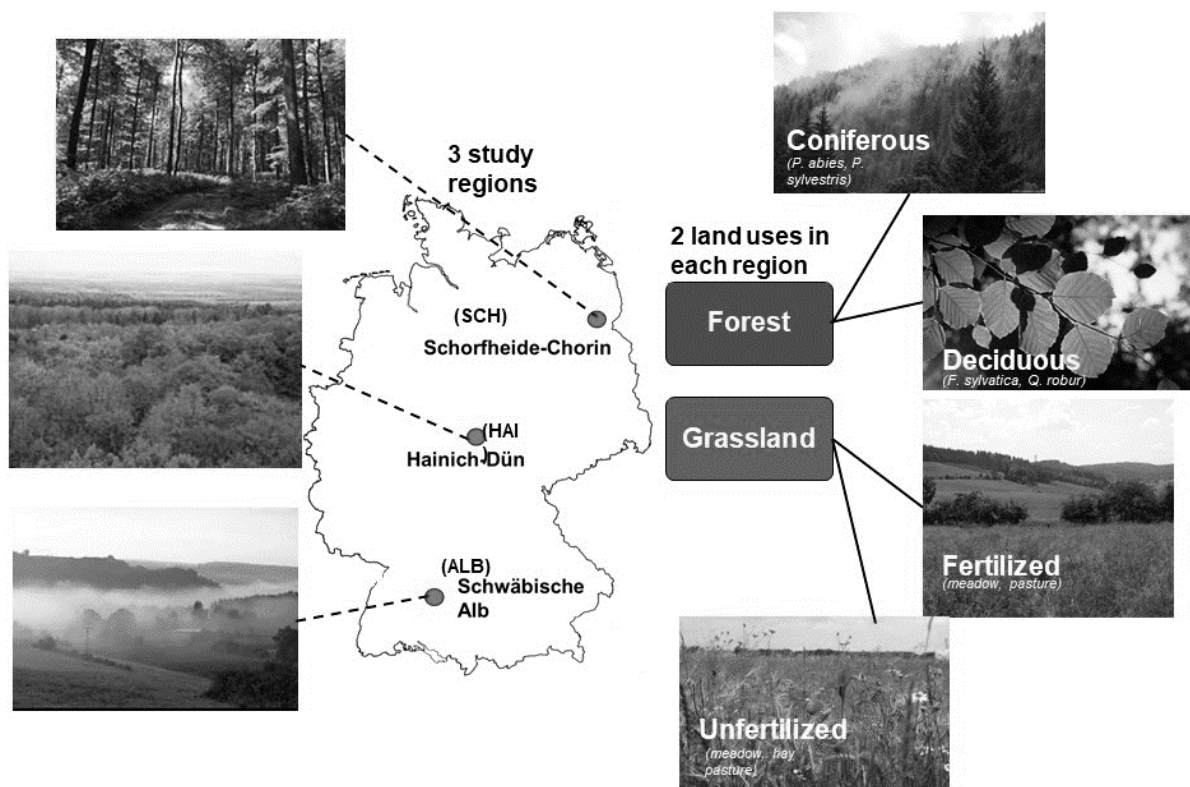 3 study
regions
(SCH)
Schorfheide-Chorin
(HAI
)
Hainich-Dün
(ALB)
Schwäbische
Alb
2 land uses in
each region
Forest
Grassland
Coniferous
(P. abies, P.
sylvestris)
Deciduous
(F. sylvatica, Q. robur)
Fertilized
(meadow, pasture)
Unfertilized
(meadow, hay
pasture)